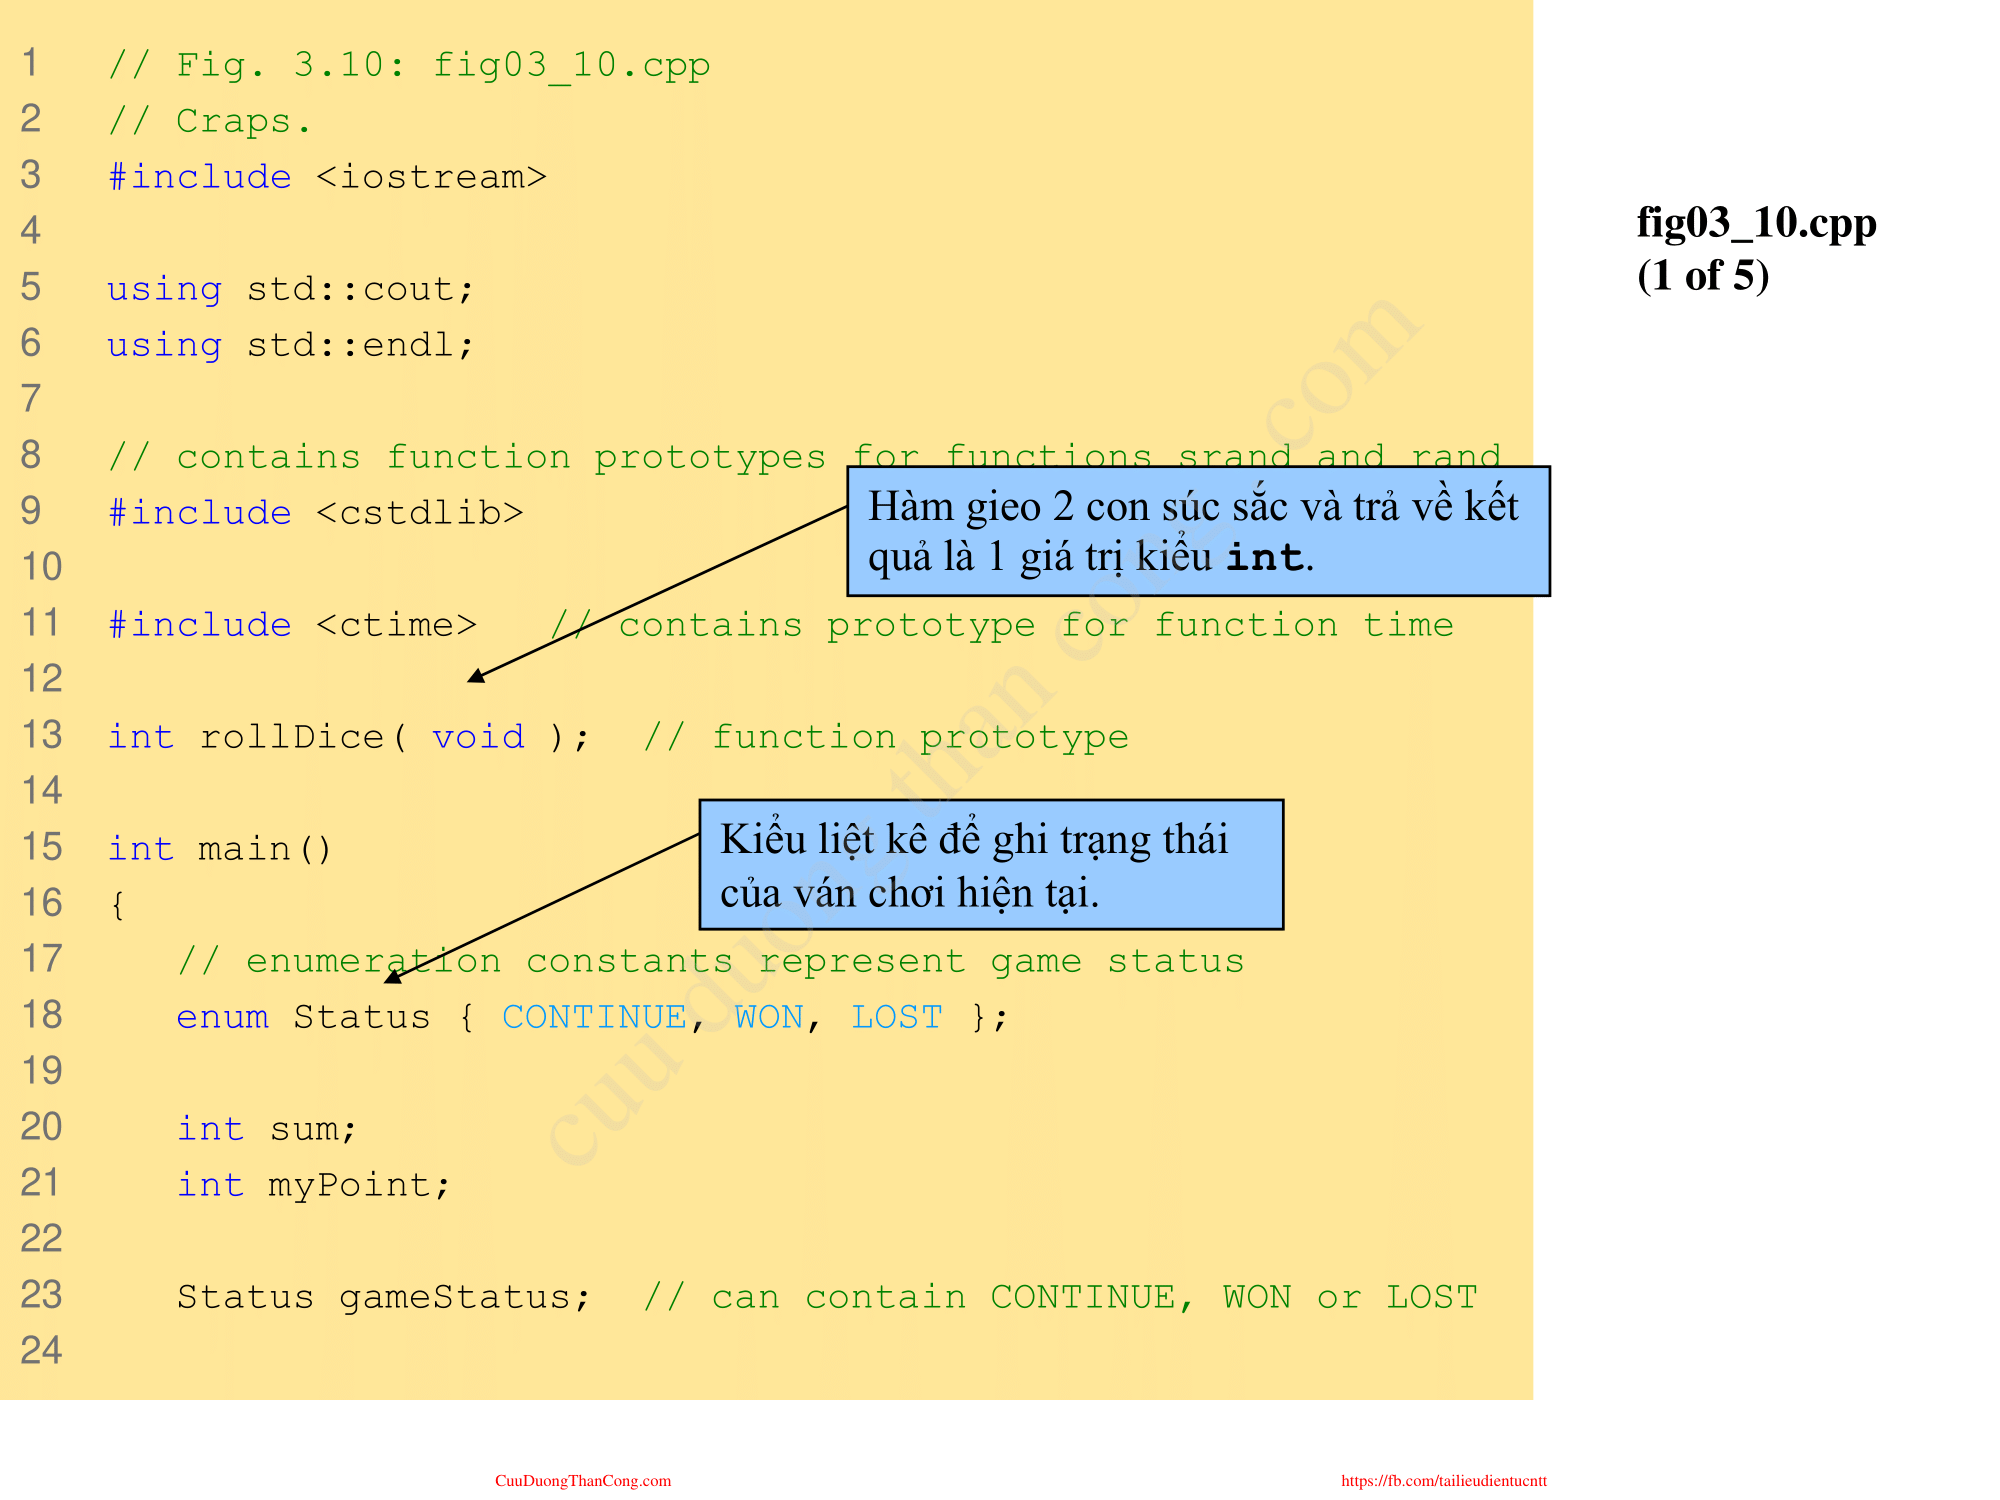 1 // Fig. 3.10: fig03_10.cpp
2 // Craps.
3 #include <iostream>
4
5 using std::cout;
6 using std::endl;
7
8 // contains function prototypes for functions srand and rand
9 #include <cstdlib>
10
11 #include <ctime> // contains prototype for function time
12
13 int rollDice( void ); // function prototype
14
15 int main()
16 {
17 // enumeration constants represent game status
18 enum Status { CONTINUE, WON, LOST };
19
20 int sum;
21 int myPoint;
22
23 Status gameStatus; // can contain CONTINUE, WON or LOST
24
Hàm gieo 2 con súc sắc và trả về kết
quả là 1 giá trị kiểu int.
Kiểu liệt kê để ghi trạng thái
của ván chơi hiện tại.
fig03_10.cpp
(1 of 5)
cuu duong than cong . com
CuuDuongThanCong.com
https://fb.com/tailieudientucntt